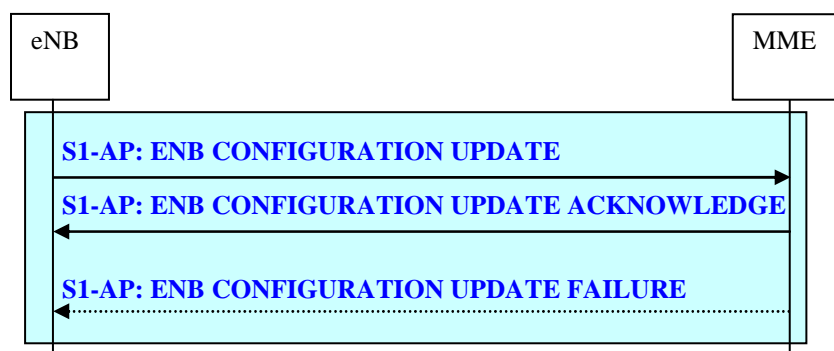 eNB
MME
S1-AP: ENB CONFIGURATION UPDATE
S1-AP: ENB CONFIGURATION UPDATE ACKNOWLEDGE
S1-AP: ENB CONFIGURATION UPDATE FAILURE